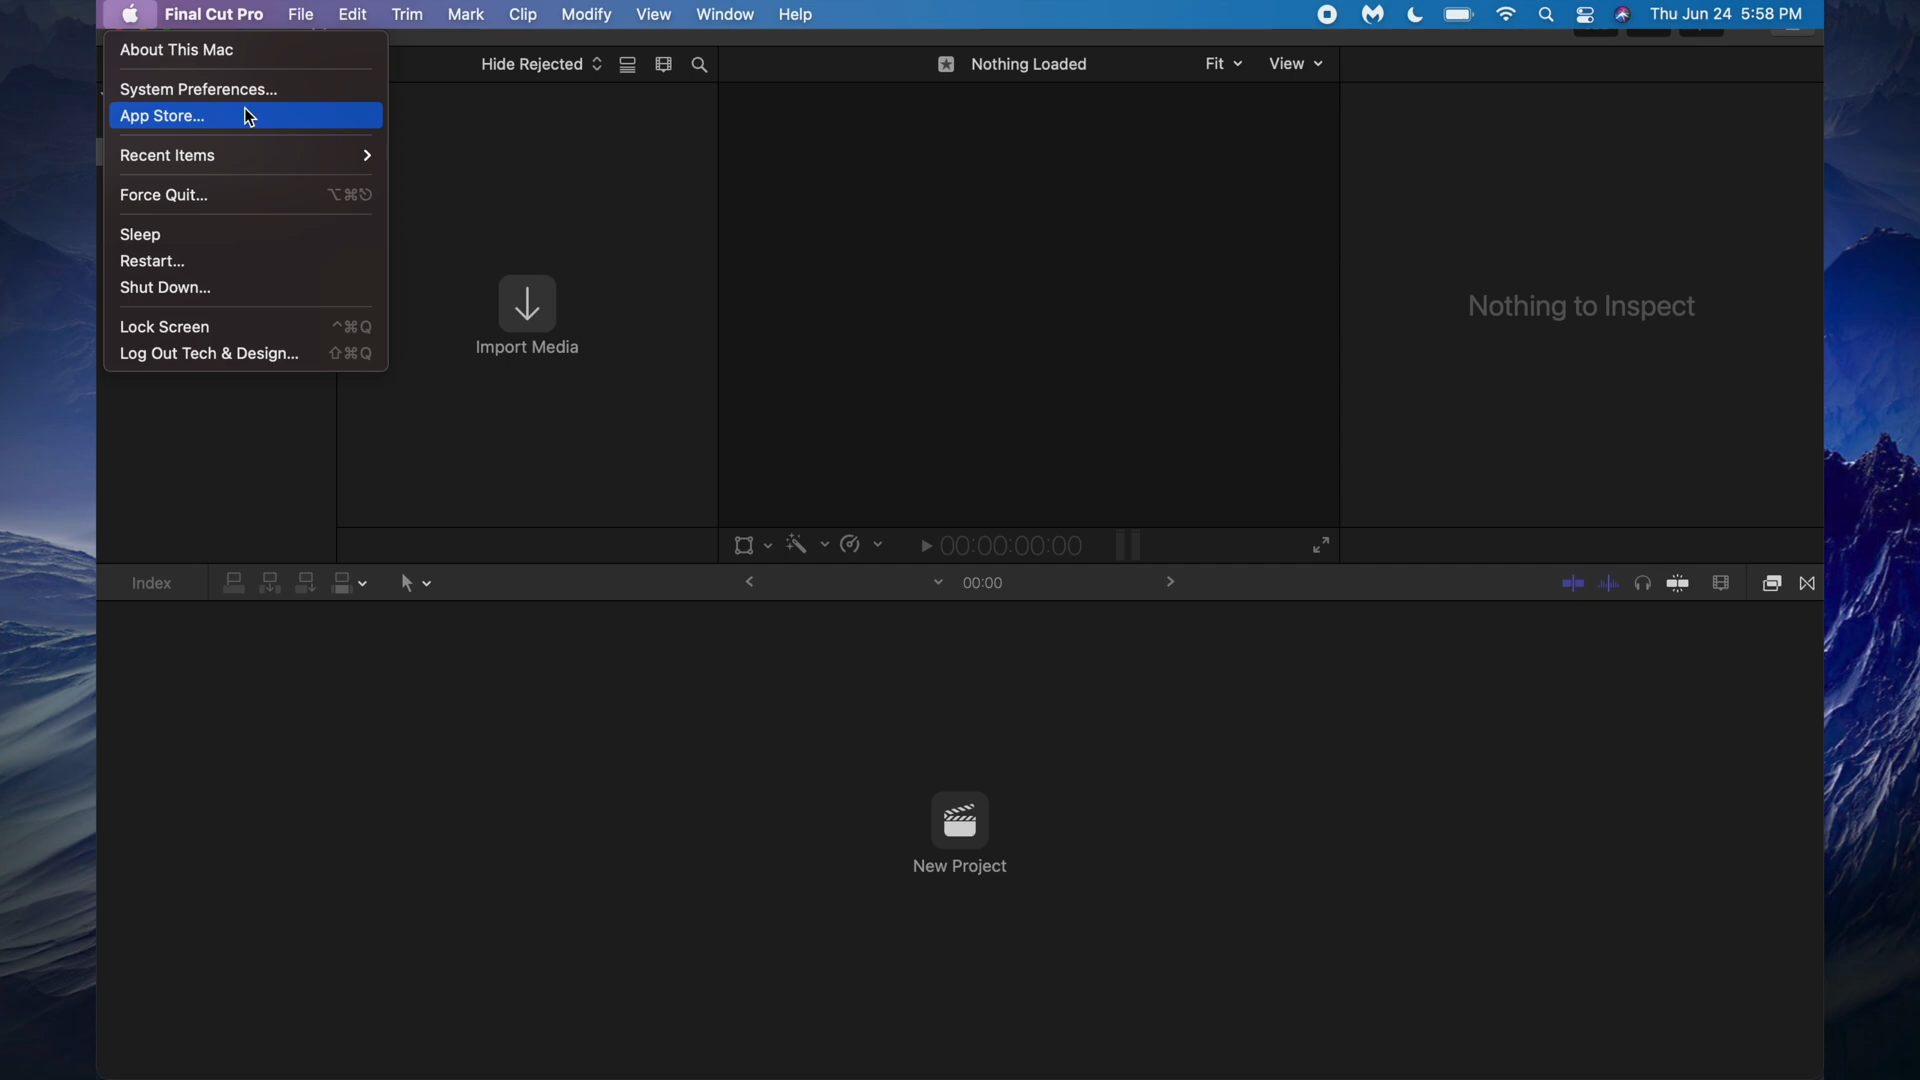 Final Cut Pro File Edit Trim Mark Clip Modify View Window Help Thu Jun 24 5:58 PM
About This Mac
System Preferences...
App Store...
Recent Items
Force Quit... ⌥⌘⎋
Sleep
Restart...
Shut Down...
Lock Screen ^⌘Q
Log Out Tech & Design... ⇧⌘Q
Hide Rejected
Nothing Loaded
Fit
View
Import Media
Nothing to Inspect
00:00:00:00
Index
00:00
New Project